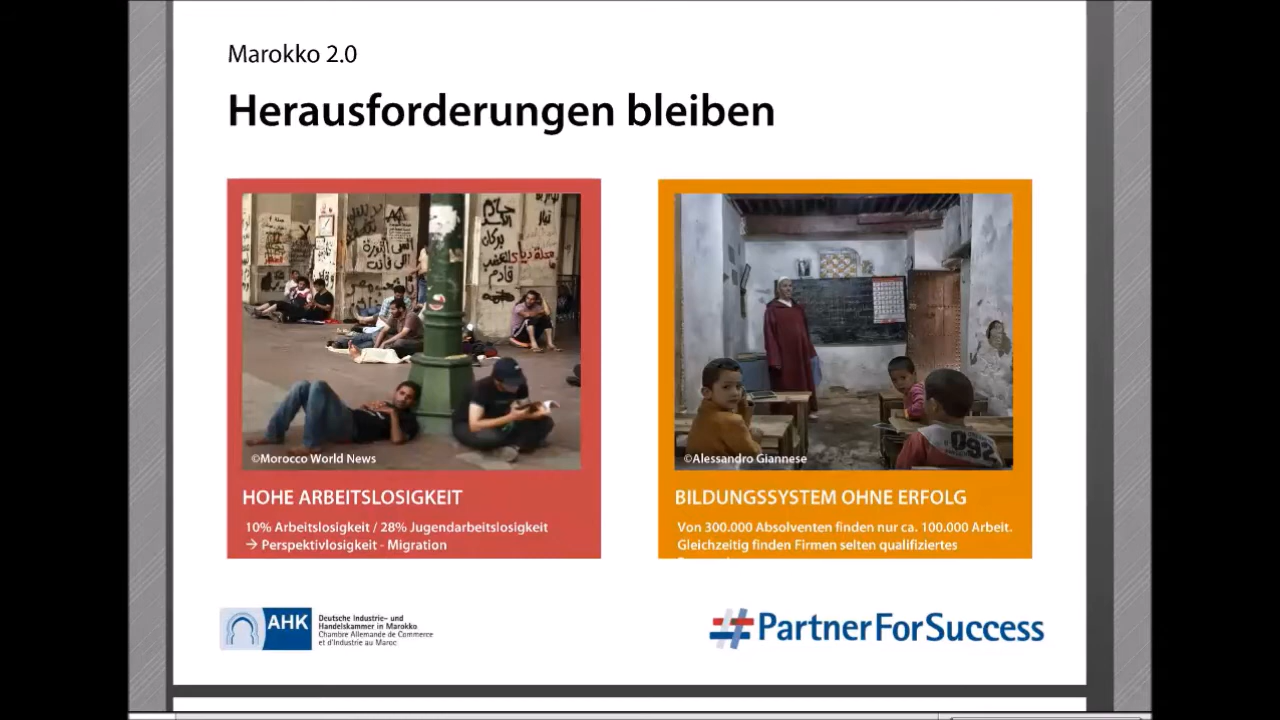 Marokko 2.0
Herausforderungen bleiben
©Morocco World News
©Alessandro Giannese
HOHE ARBEITSLOSIGKEIT
10% Arbeitslosigkeit / 28% Jugendarbeitslosigkeit
→ Perspektivlosigkeit - Migration
BILDUNGSSYSTEM OHNE ERFOLG
Von 300.000 Absolventen finden nur ca. 100.000 Arbeit.
Gleichzeitig finden Firmen selten qualifiziertes
AHK
Deutsche Industrie- und
Handelskammer in Marokko
Chambre Allemande de Commerce
et d'Industrie au Maroc
#PartnerForSuccess
092